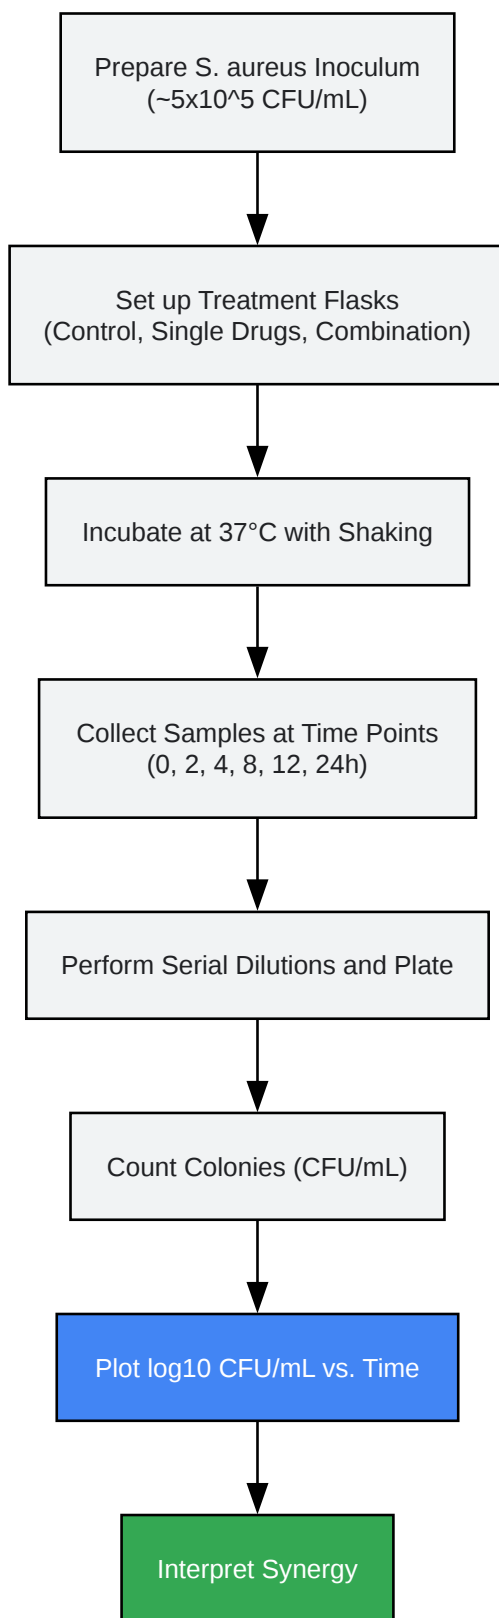 Prepare S. aureus Inoculum
(~5x10^5 CFU/mL)
Set up Treatment Flasks
(Control, Single Drugs, Combination)
Incubate at 37°C with Shaking
Collect Samples at Time Points
(0, 2, 4, 8, 12, 24h)
Perform Serial Dilutions and Plate
Count Colonies (CFU/mL)
Plot log10 CFU/mL vs. Time
Interpret Synergy